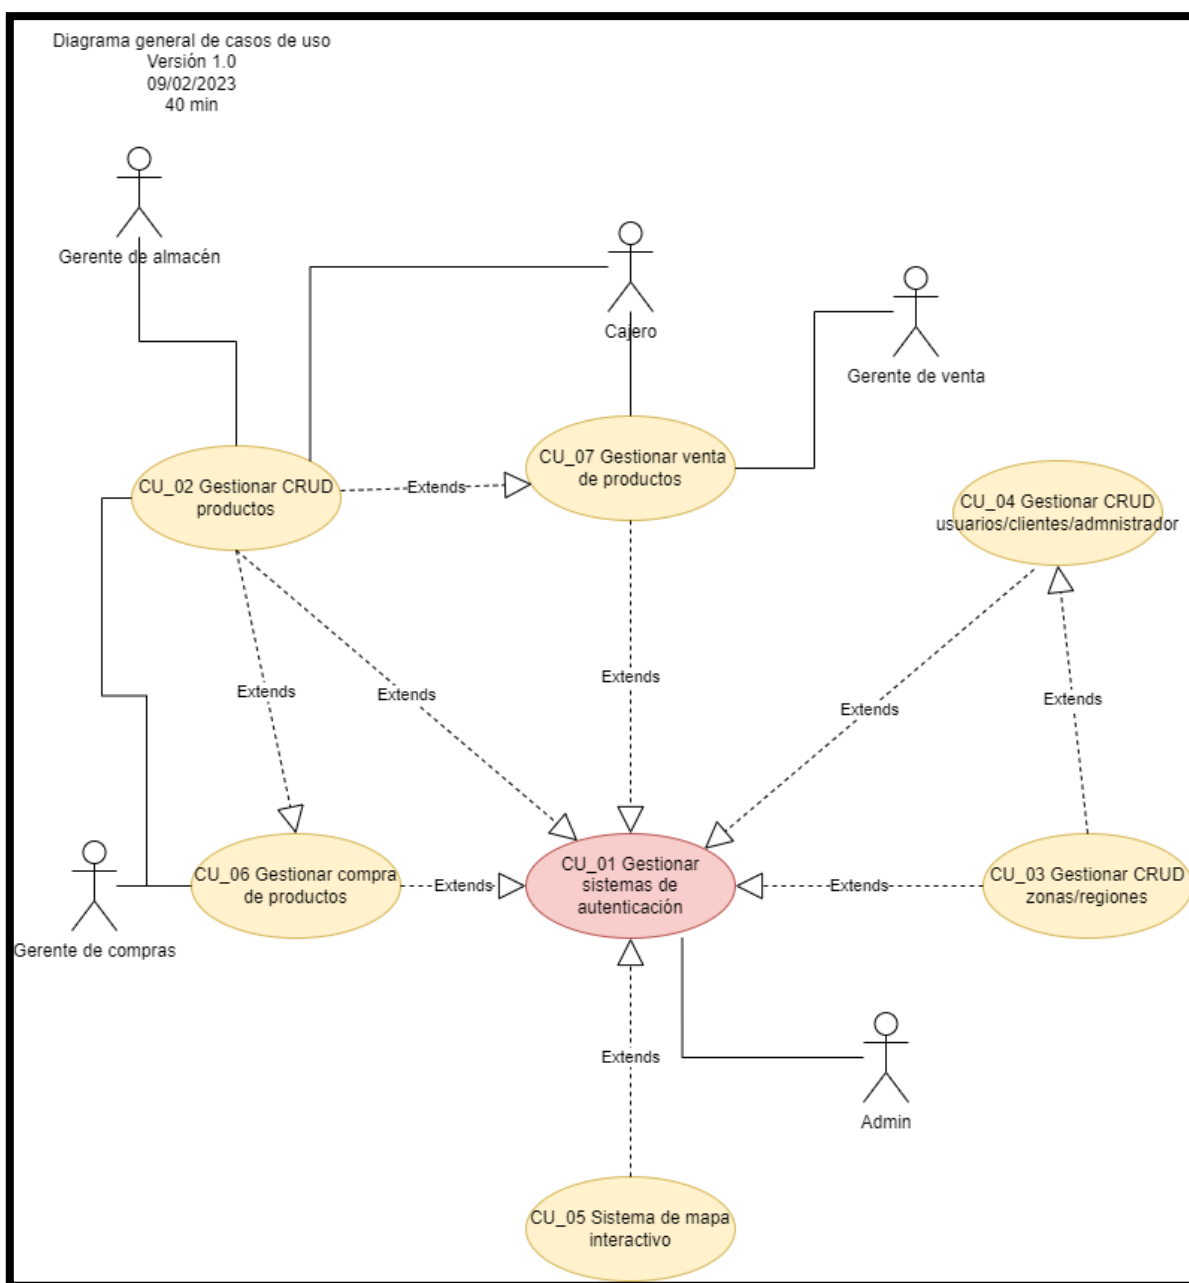 Diagrama general de casos de uso
Versión 1.0
09/02/2023
40 min
Gerente de almacén
Cajero
Gerente de venta
CU_02 Gestionar CRUD
productos
Extends
CU_07 Gestionar venta
de productos
CU_04 Gestionar CRUD
usuarios/clientes/admnistrador
Extends
Extends
Extends
Extends
Extends
CU_06 Gestionar compra
de productos
Extends
CU_01 Gestionar
sistemas de
autenticación
Extends
CU_03 Gestionar CRUD
zonas/regiones
Gerente de compras
Extends
Admin
CU_05 Sistema de mapa
interactivo